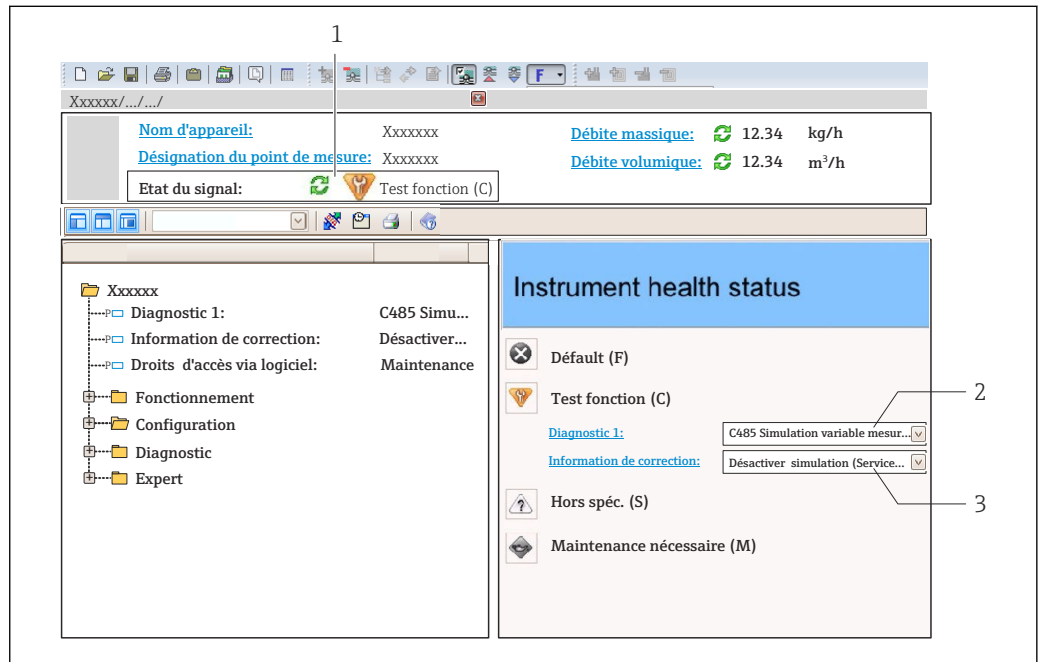 1
F
Xxxxxx/.../.../
Nom d'appareil: Xxxxxxx Débite massique: 12.34 kg/h
Désignation du point de mesure: Xxxxxxx Débite volumique: 12.34 m³/h
Etat du signal: Test fonction (C)
Xxxxxx
Diagnostic 1: C485 Simu...
Information de correction: Désactiver...
Droits d'accès via logiciel: Maintenance
Fonctionnement
Configuration
Diagnostic
Expert
Instrument health status
Défault (F)
Test fonction (C)
2
Diagnostic 1: C485 Simulation variable mesur...
Information de correction: Désactiver simulation (Service...
3
Hors spéc. (S)
Maintenance nécessaire (M)